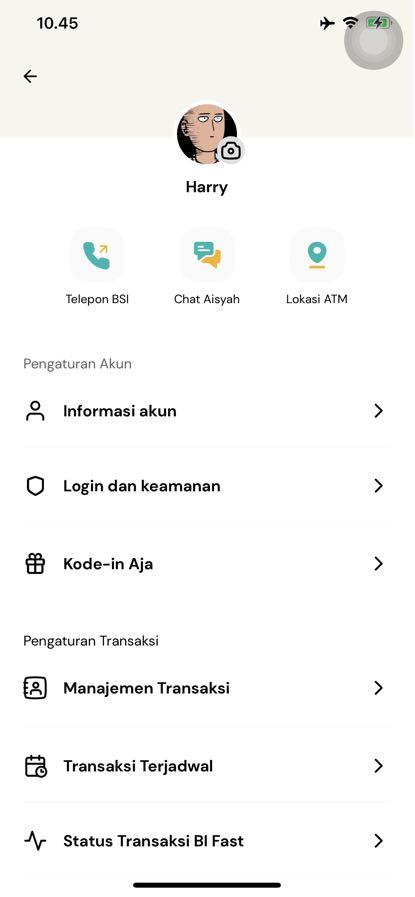 10.45
Harry
Telepon BSI
Chat Aisyah
Lokasi ATM
Pengaturan Akun
Informasi akun
Login dan keamanan
Kode-in Aja
Pengaturan Transaksi
Manajemen Transaksi
Transaksi Terjadwal
Status Transaksi BI Fast